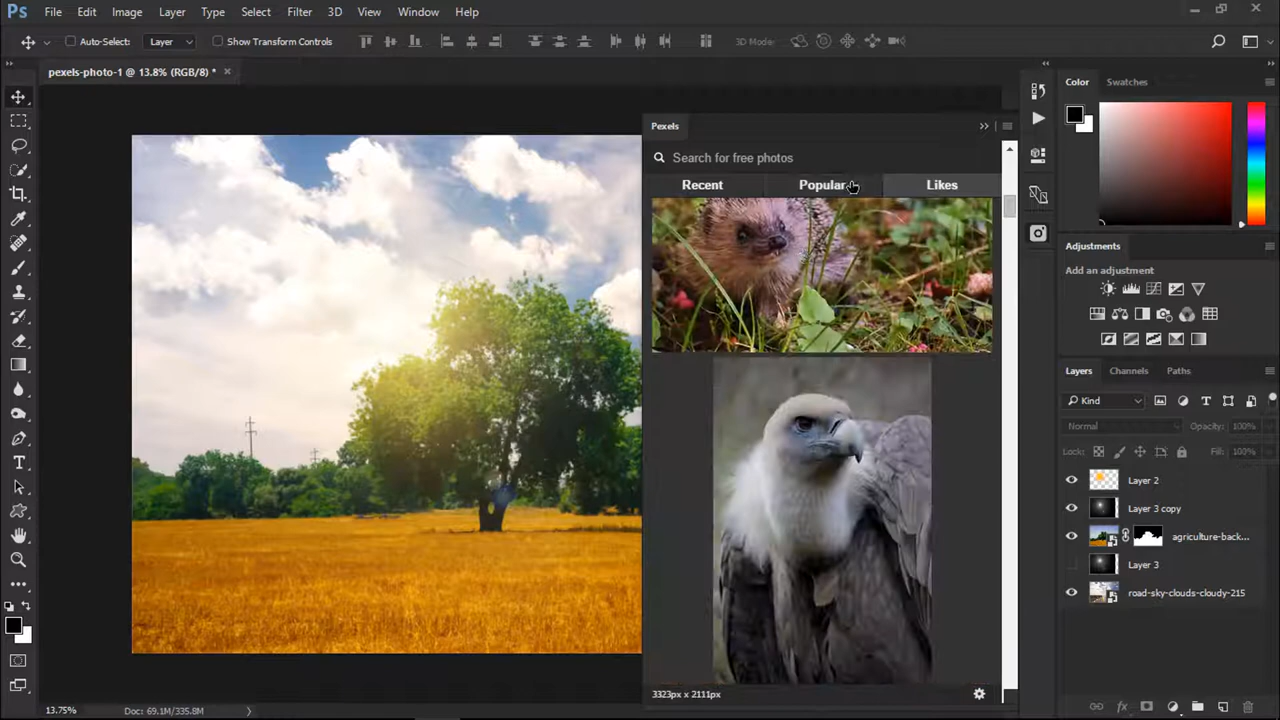 Ps File Edit Image Layer Type Select Filter 3D View Window Help
Auto-Select: Layer Show Transform Controls 3D Mode
pexels-photo-1 @ 13.8% (RGB/8) *
Pexels
Search for free photos
Recent Popular Likes
3323px x 2111px
Color Swatches
Adjustments
Add an adjustment
Layers Channels Paths
Kind
Normal Opacity: 100%
Lock: Fill: 100%
Layer 2
Layer 3 copy
agriculture-back...
Layer 3
road-sky-clouds-cloudy-215
13.75% Doc: 69.1M/335.8M